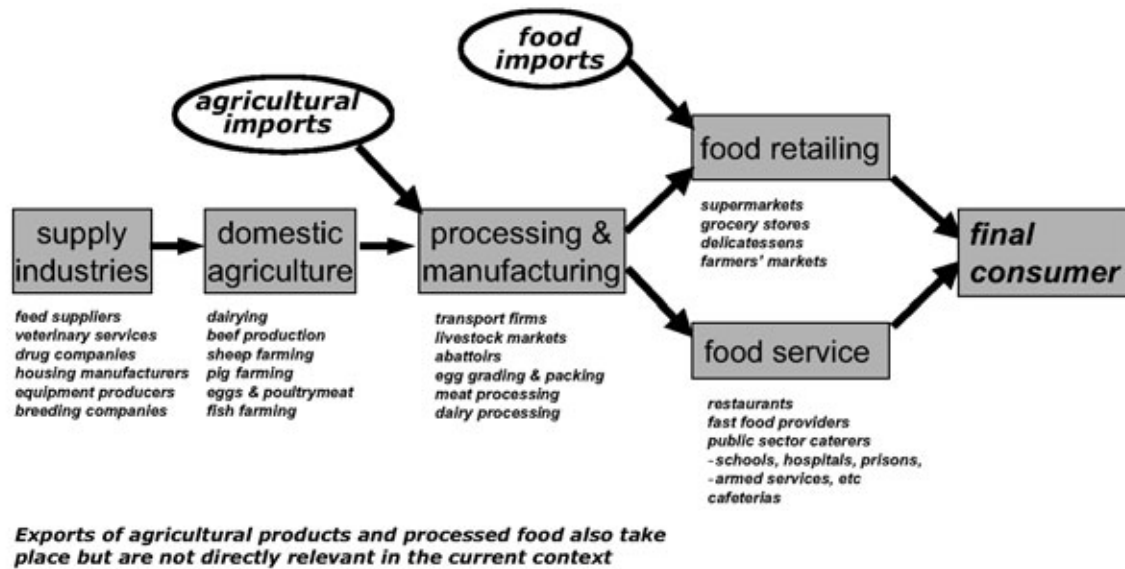 food
imports
agricultural
imports
food retailing
supermarkets
grocery stores
delicatessens
farmers' markets
supply
industries
feed suppliers
veterinary services
drug companies
housing manufacturers
equipment producers
breeding companies
domestic
agriculture
dairying
beef production
sheep farming
pig farming
eggs & poultrymeat
fish farming
processing &
manufacturing
transport firms
livestock markets
abattoirs
egg grading & packing
meat processing
dairy processing
final
consumer
food service
restaurants
fast food providers
public sector caterers
-schools, hospitals, prisons,
-armed services, etc
cafeterias
Exports of agricultural products and processed food also take
place but are not directly relevant in the current context